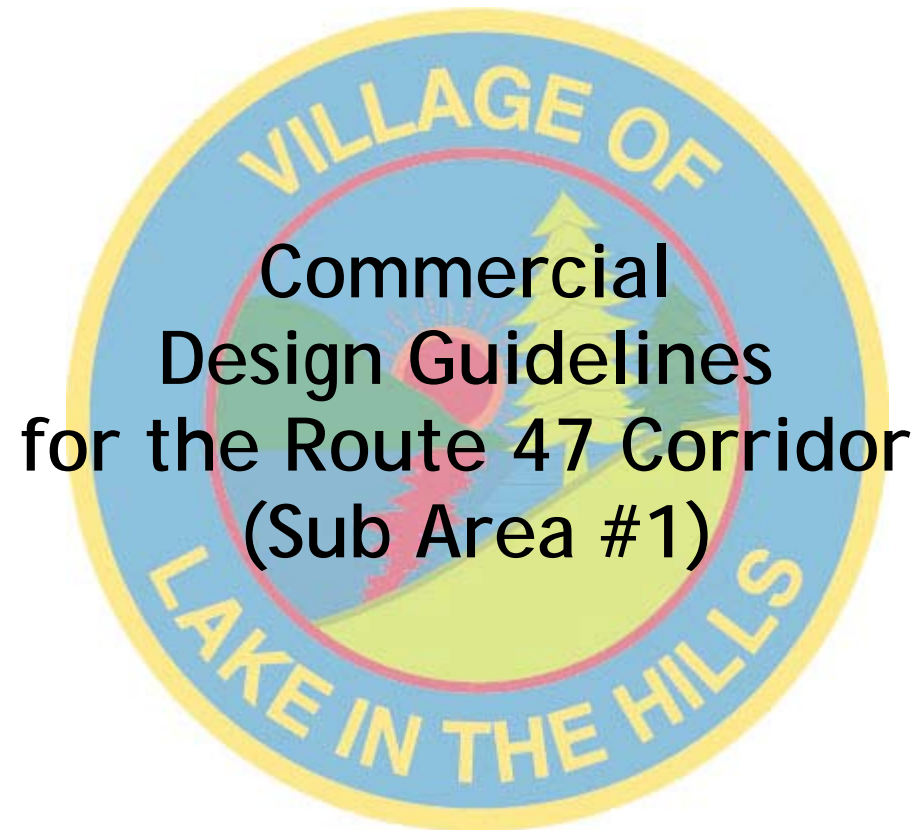 VILLAGE OF
Commercial
Design Guidelines
for the Route 47 Corridor
(Sub Area #1)
LAKE IN THE HILLS